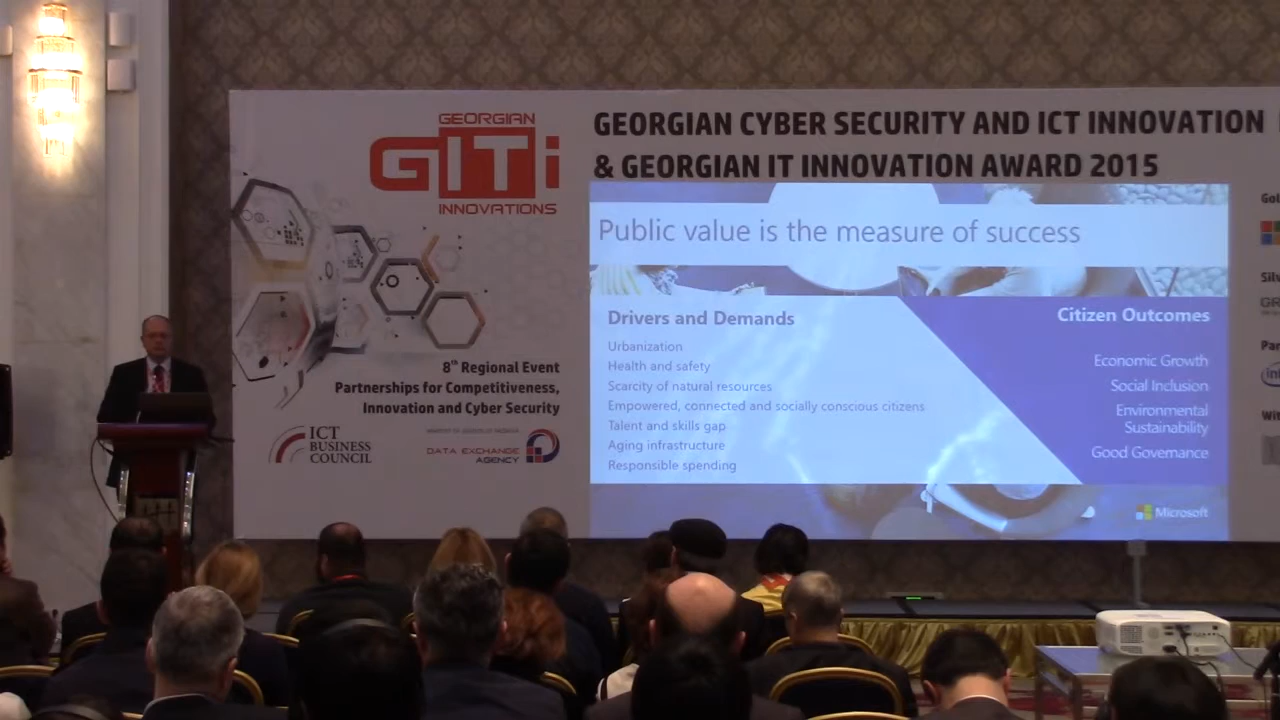 GEORGIAN
GITi
INNOVATIONS
GEORGIAN CYBER SECURITY AND ICT INNOVATION
& GEORGIAN IT INNOVATION AWARD 2015
8th Regional Event
Partnerships for Competitiveness,
Innovation and Cyber Security
ICT
BUSINESS
COUNCIL
DATA EXCHANGE
AGENCY
Public value is the measure of success
Drivers and Demands
Urbanization
Health and safety
Scarcity of natural resources
Empowered, connected and socially conscious citizens
Talent and skills gap
Aging infrastructure
Responsible spending
Citizen Outcomes
Economic Growth
Social Inclusion
Environmental
Sustainability
Good Governance
Microsoft